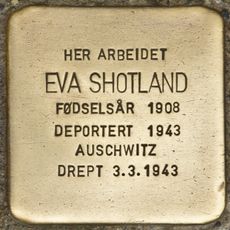 HER ARBEIDET
EVA SHOTLAND
FØDSELSÅR 1908
DEPORTERT 1943
AUSCHWITZ
DREPT 3.3.1943